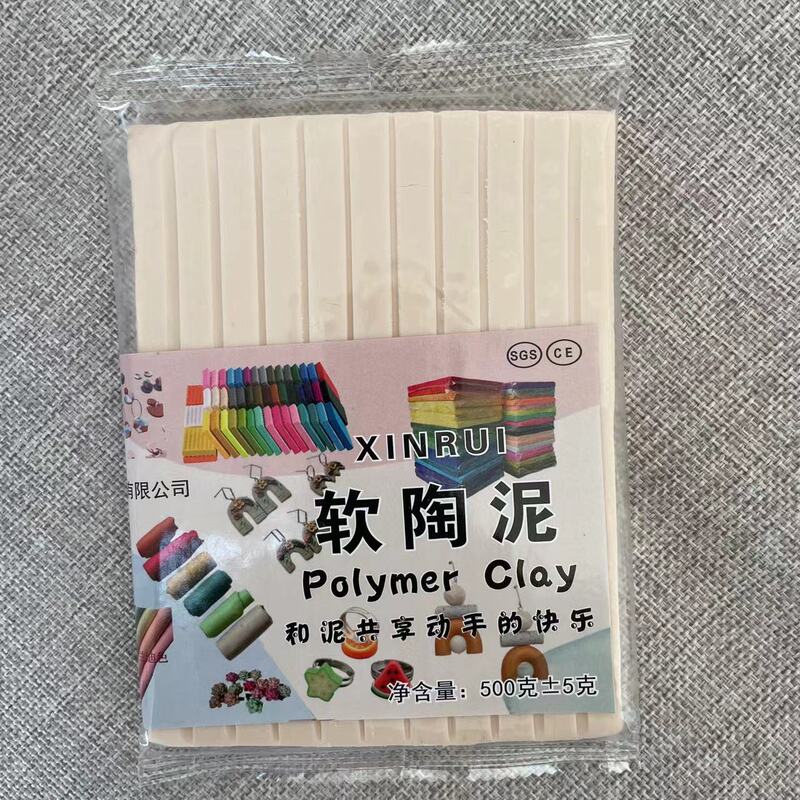 SGS CE
XINRUI
有限公司
软陶泥
Polymer Clay
和泥共享动手的快乐
净含量：500克±5克